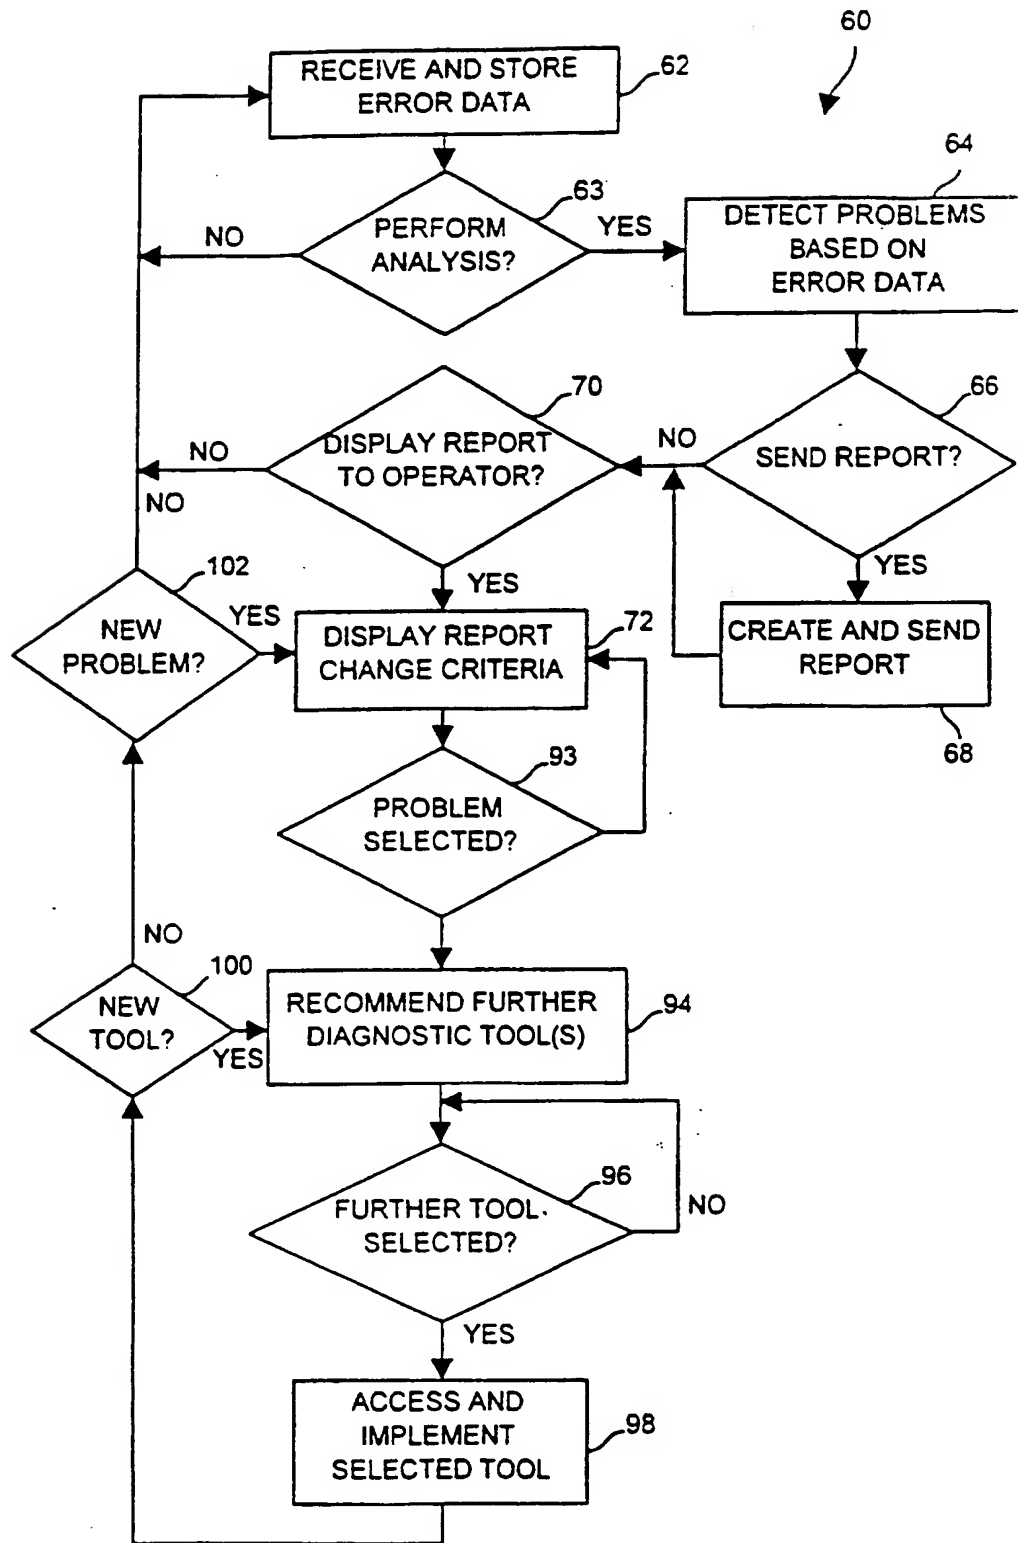 60
RECEIVE AND STORE
ERROR DATA
62
63
PERFORM
ANALYSIS?
NO
YES
64
DETECT PROBLEMS
BASED ON
ERROR DATA
66
SEND REPORT?
NO
YES
CREATE AND SEND
REPORT
68
70
DISPLAY REPORT
TO OPERATOR?
NO
YES
NO
102
NEW
PROBLEM?
YES
DISPLAY REPORT
CHANGE CRITERIA
72
93
PROBLEM
SELECTED?
NO
100
NEW
TOOL?
YES
RECOMMEND FURTHER
DIAGNOSTIC TOOL(S)
94
96
FURTHER TOOL
SELECTED?
NO
YES
ACCESS AND
IMPLEMENT
SELECTED TOOL
98